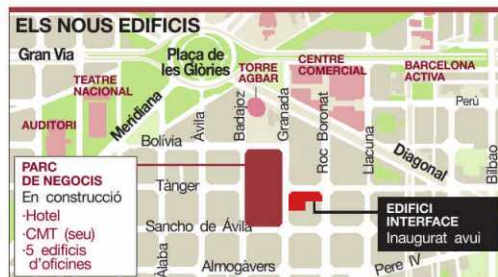 ELS NOUS EDIFICIS
Gran Via
Plaça de
les Glòries
TORRE
AGBAR
CENTRE
COMERCIAL
BARCELONA
ACTIVA
TEATRE
NACIONAL
AUDITORI
Meridiana
Perú
Bolívia
Àvila
Badajoz
Granada
Roc Boronat
Llacuna
Diagonal
Bilbao
PARC
DE NEGOCIS
En construcció
·Hotel
·CMT (seu)
·5 edificis
d'oficines
Tànger
Sancho de Ávila
Àlaba
Almogàvers
EDIFICI
INTERFACE
Inaugurat avui
Pere IV